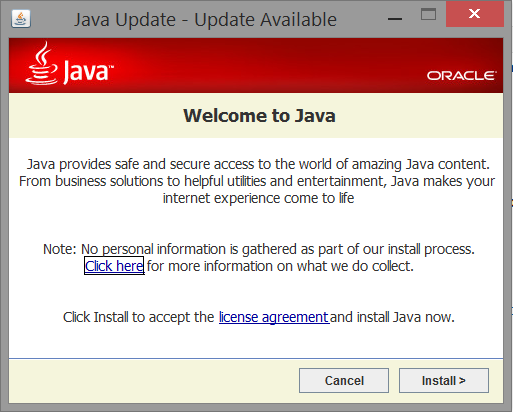 Java Update - Update Available
Java™
ORACLE
Welcome to Java
Java provides safe and secure access to the world of amazing Java content.
From business solutions to helpful utilities and entertainment, Java makes your
internet experience come to life
Note: No personal information is gathered as part of our install process.
Click here for more information on what we do collect.
Click Install to accept the license agreement and install Java now.
Cancel
Install >